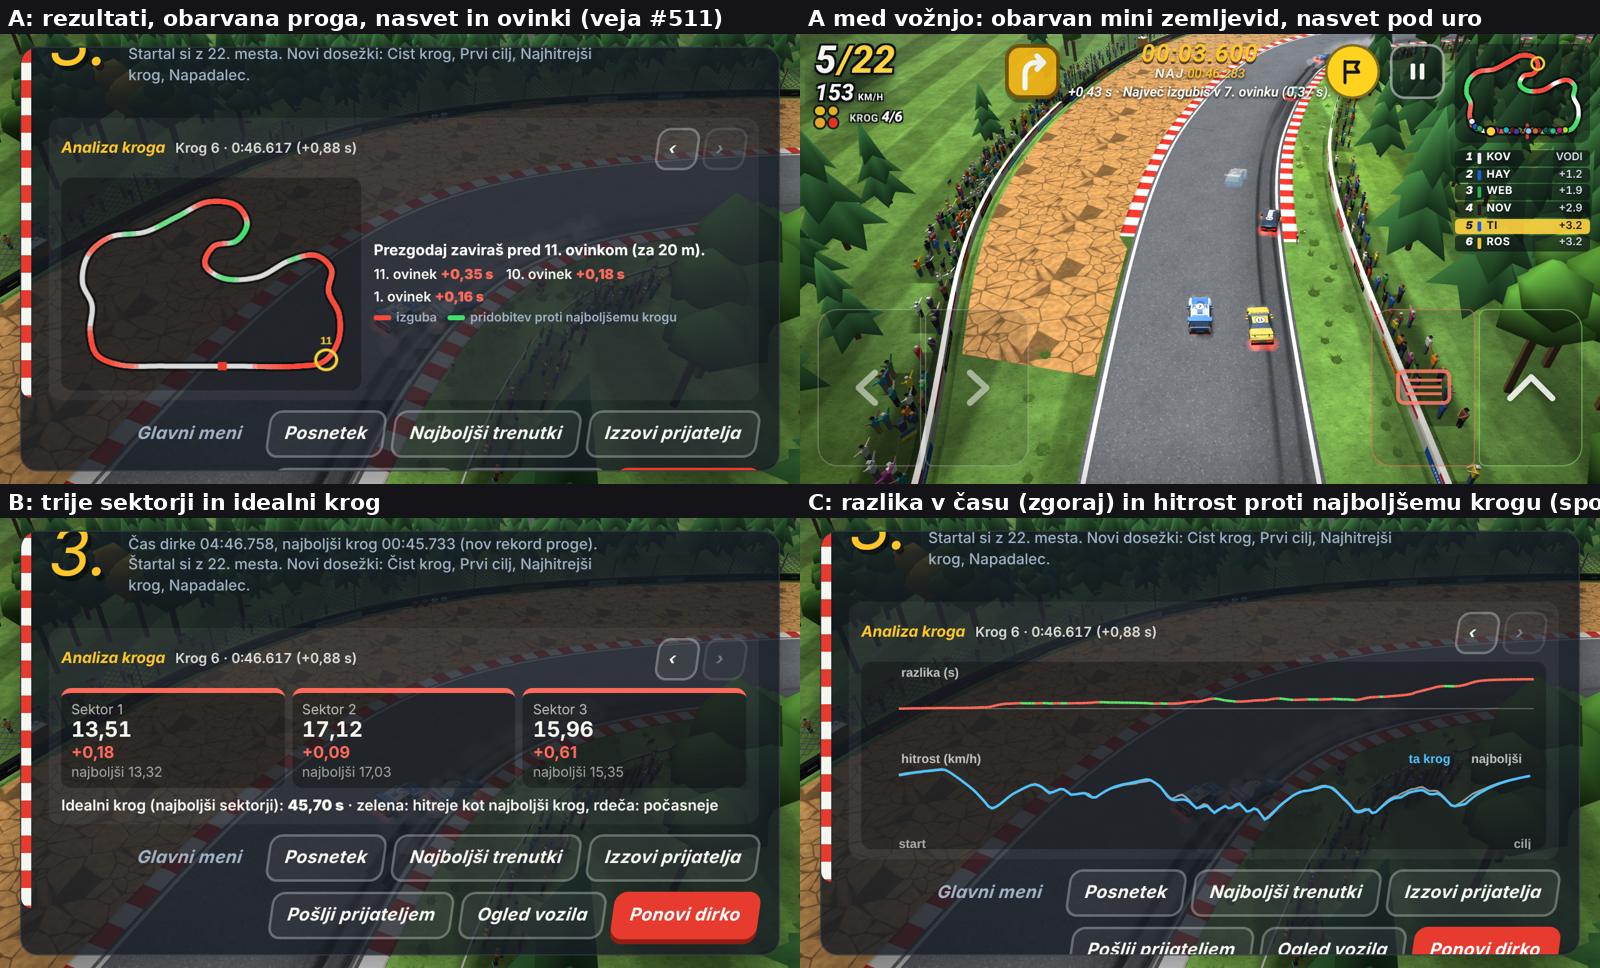 A: rezultati, obarvana proga, nasvet in ovinki (veja #511)
Startal si z 22. mesta. Novi dosežki: Čist krog, Prvi cilj, Najhitrejši
krog, Napadalec.
Analiza kroga Krog 6 · 0:46.617 (+0,88 s)
‹ ›
Prezgodaj zaviraš pred 11. ovinkom (za 20 m).
11. ovinek +0,35 s 10. ovinek +0,18 s
1. ovinek +0,16 s
izguba pridobitev proti najboljšemu krogu
11
Glavni meni Posnetek Najboljši trenutki Izzovi prijatelja
A med vožnjo: obarvan mini zemljevid, nasvet pod uro
5/22
153 KM/H
KROG 4/6
00:03.600
NAJ 00:46.283
+0,43 s · Največ izgubiš v 7. ovinku (0,37 s).
1 KOV VODI
2 HAY +1.2
3 WEB +1.9
4 NOV +2.9
5 TI +3.2
6 ROS +3.2
B: trije sektorji in idealni krog
3.
Čas dirke 04:46.758, najboljši krog 00:45.733 (nov rekord proge).
Startal si z 22. mesta. Novi dosežki: Čist krog, Prvi cilj, Najhitrejši
krog, Napadalec.
Analiza kroga Krog 6 · 0:46.617 (+0,88 s)
‹ ›
Sektor 1
13,51
+0,18
najboljši 13,32
Sektor 2
17,12
+0,09
najboljši 17,03
Sektor 3
15,96
+0,61
najboljši 15,35
Idealni krog (najboljši sektorji): 45,70 s · zelena: hitreje kot najboljši krog, rdeča: počasneje
Glavni meni Posnetek Najboljši trenutki Izzovi prijatelja
Pošlji prijateljem Ogled vozila Ponovi dirko
C: razlika v času (zgoraj) in hitrost proti najboljšemu krogu (spo
Startal si z 22. mesta. Novi dosežki: Čist krog, Prvi cilj, Najhitrejši
krog, Napadalec.
Analiza kroga Krog 6 · 0:46.617 (+0,88 s)
‹ ›
razlika (s)
hitrost (km/h) ta krog najboljši
start cilj
Glavni meni Posnetek Najboljši trenutki Izzovi prijatelja
Pošlji prijateljem Ogled vozila Ponovi dirko